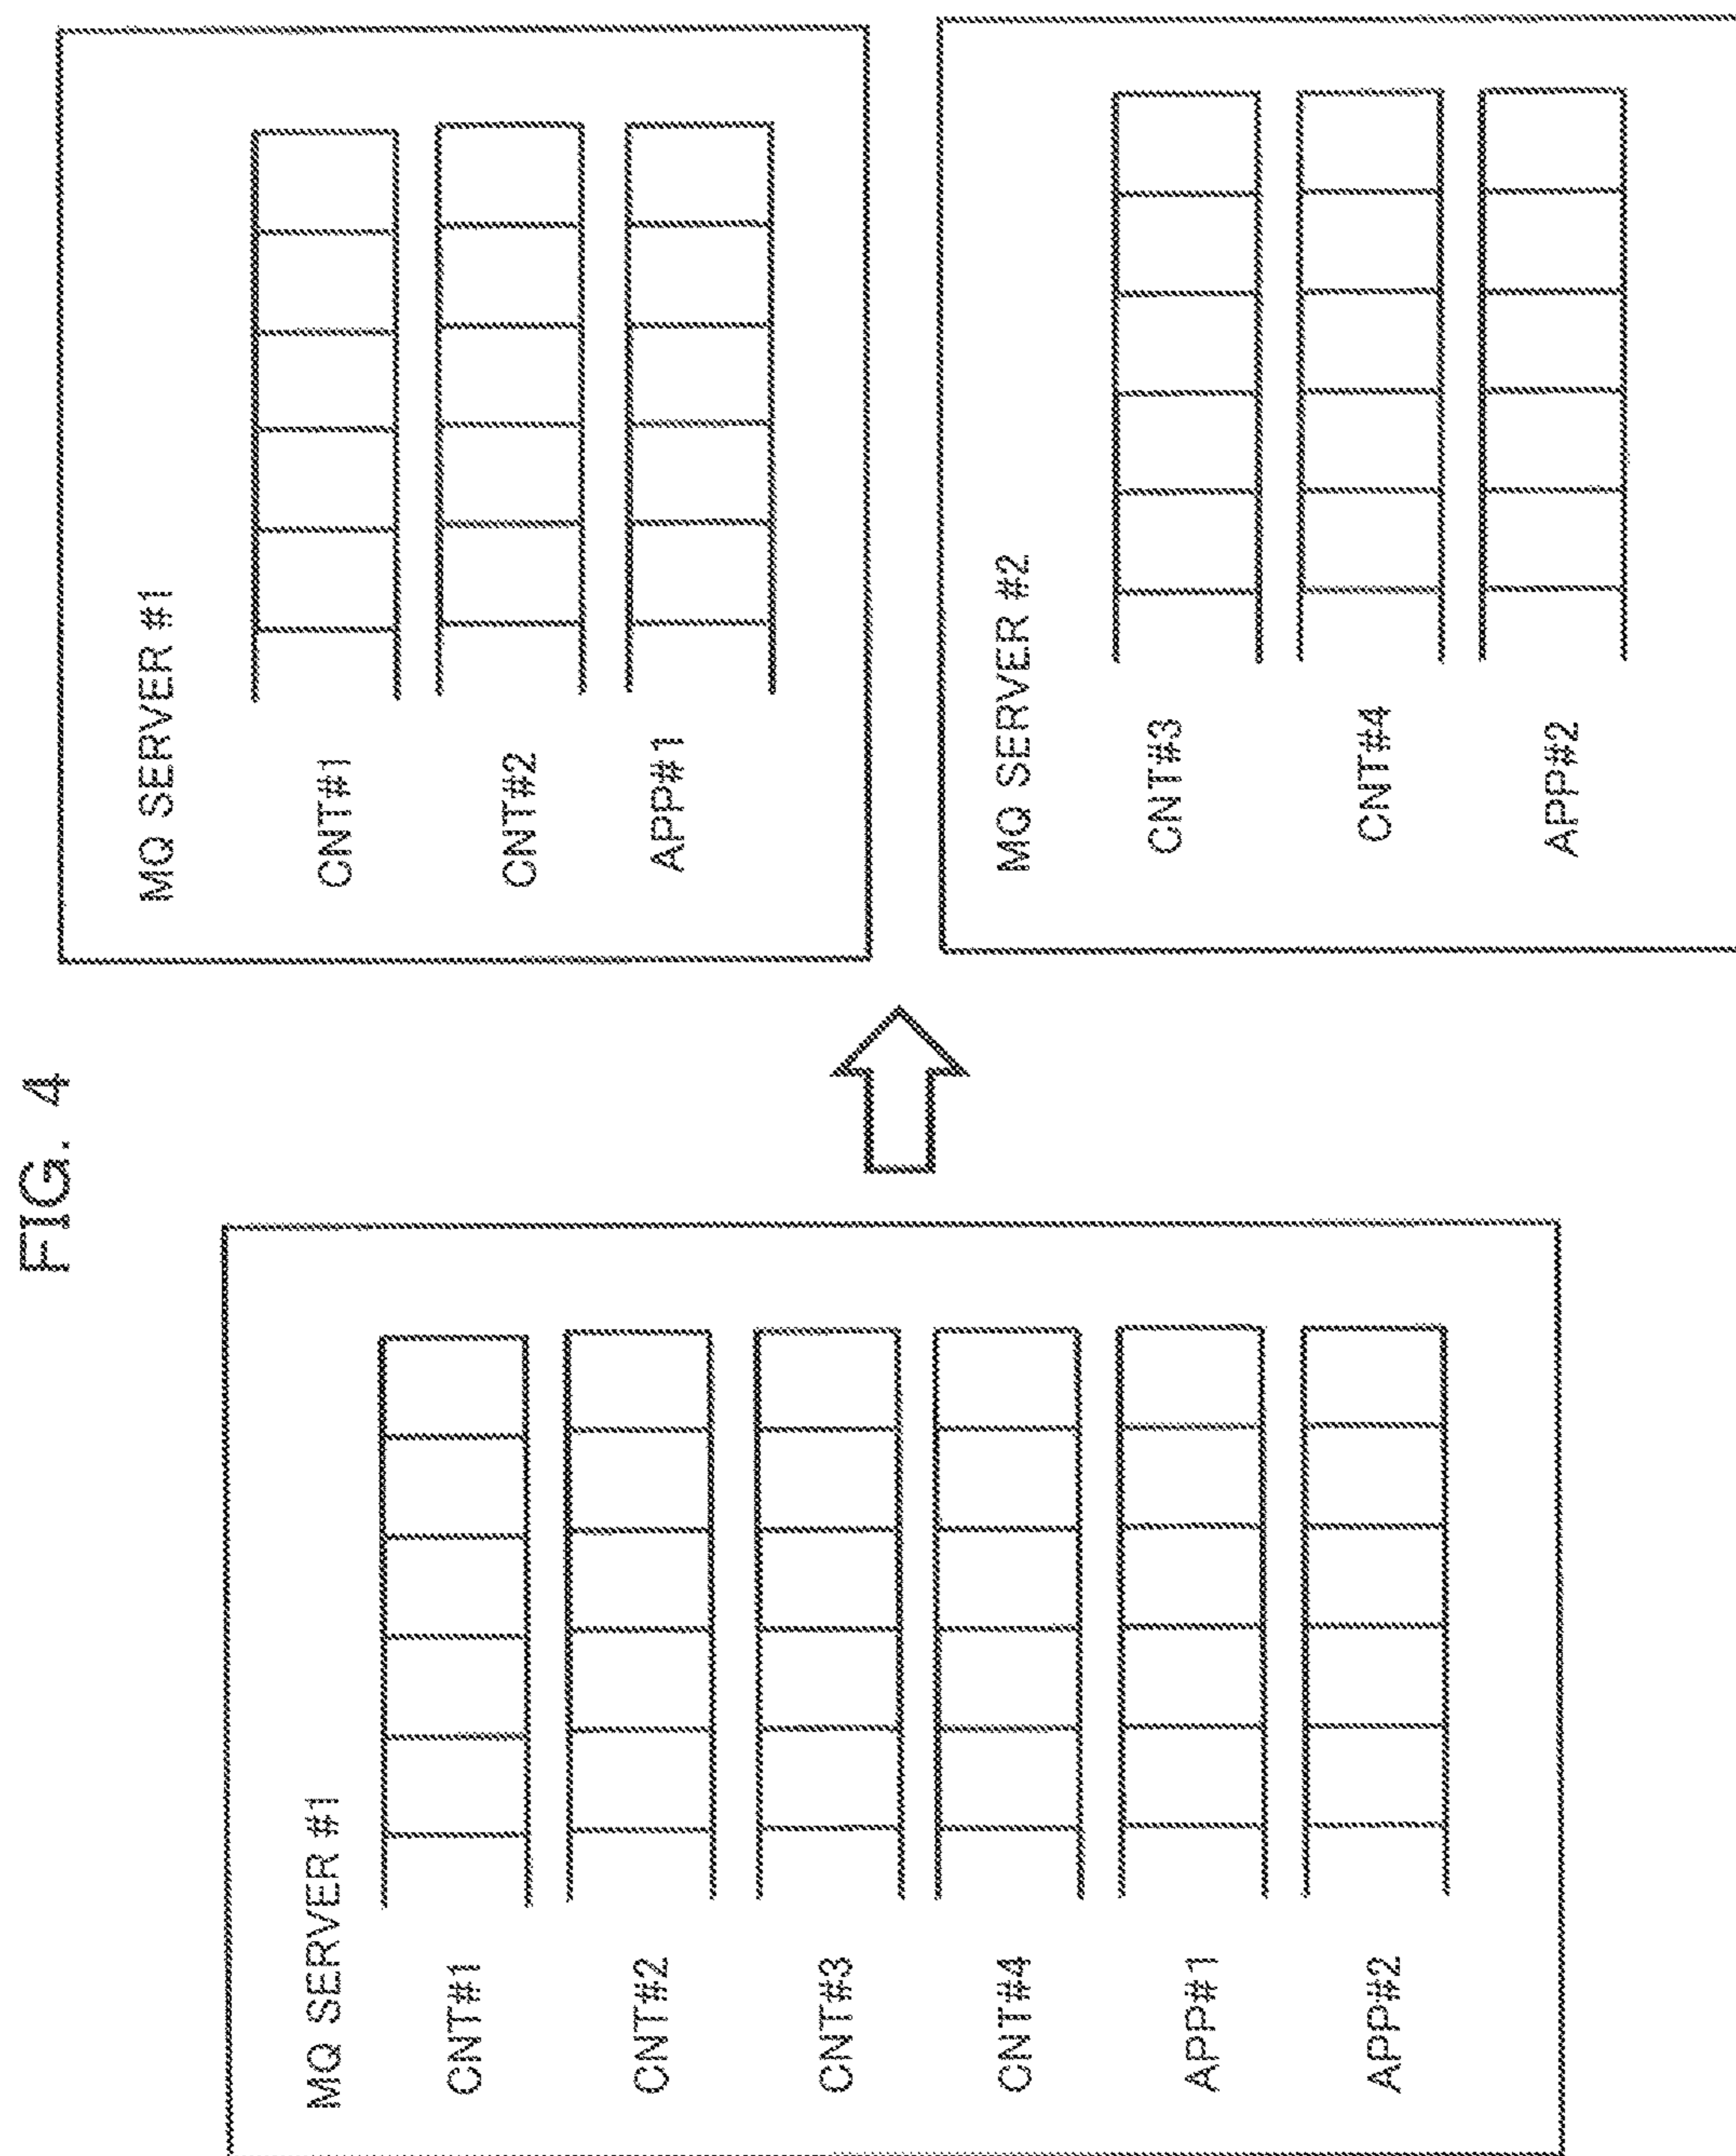 FIG. 4
MQ SERVER #1
CNT#1
CNT#2
CNT#3
CNT#4
APP#1
APP#2
MQ SERVER #1
CNT#1
CNT#2
APP#1
MQ SERVER #2
CNT#3
CNT#4
APP#2